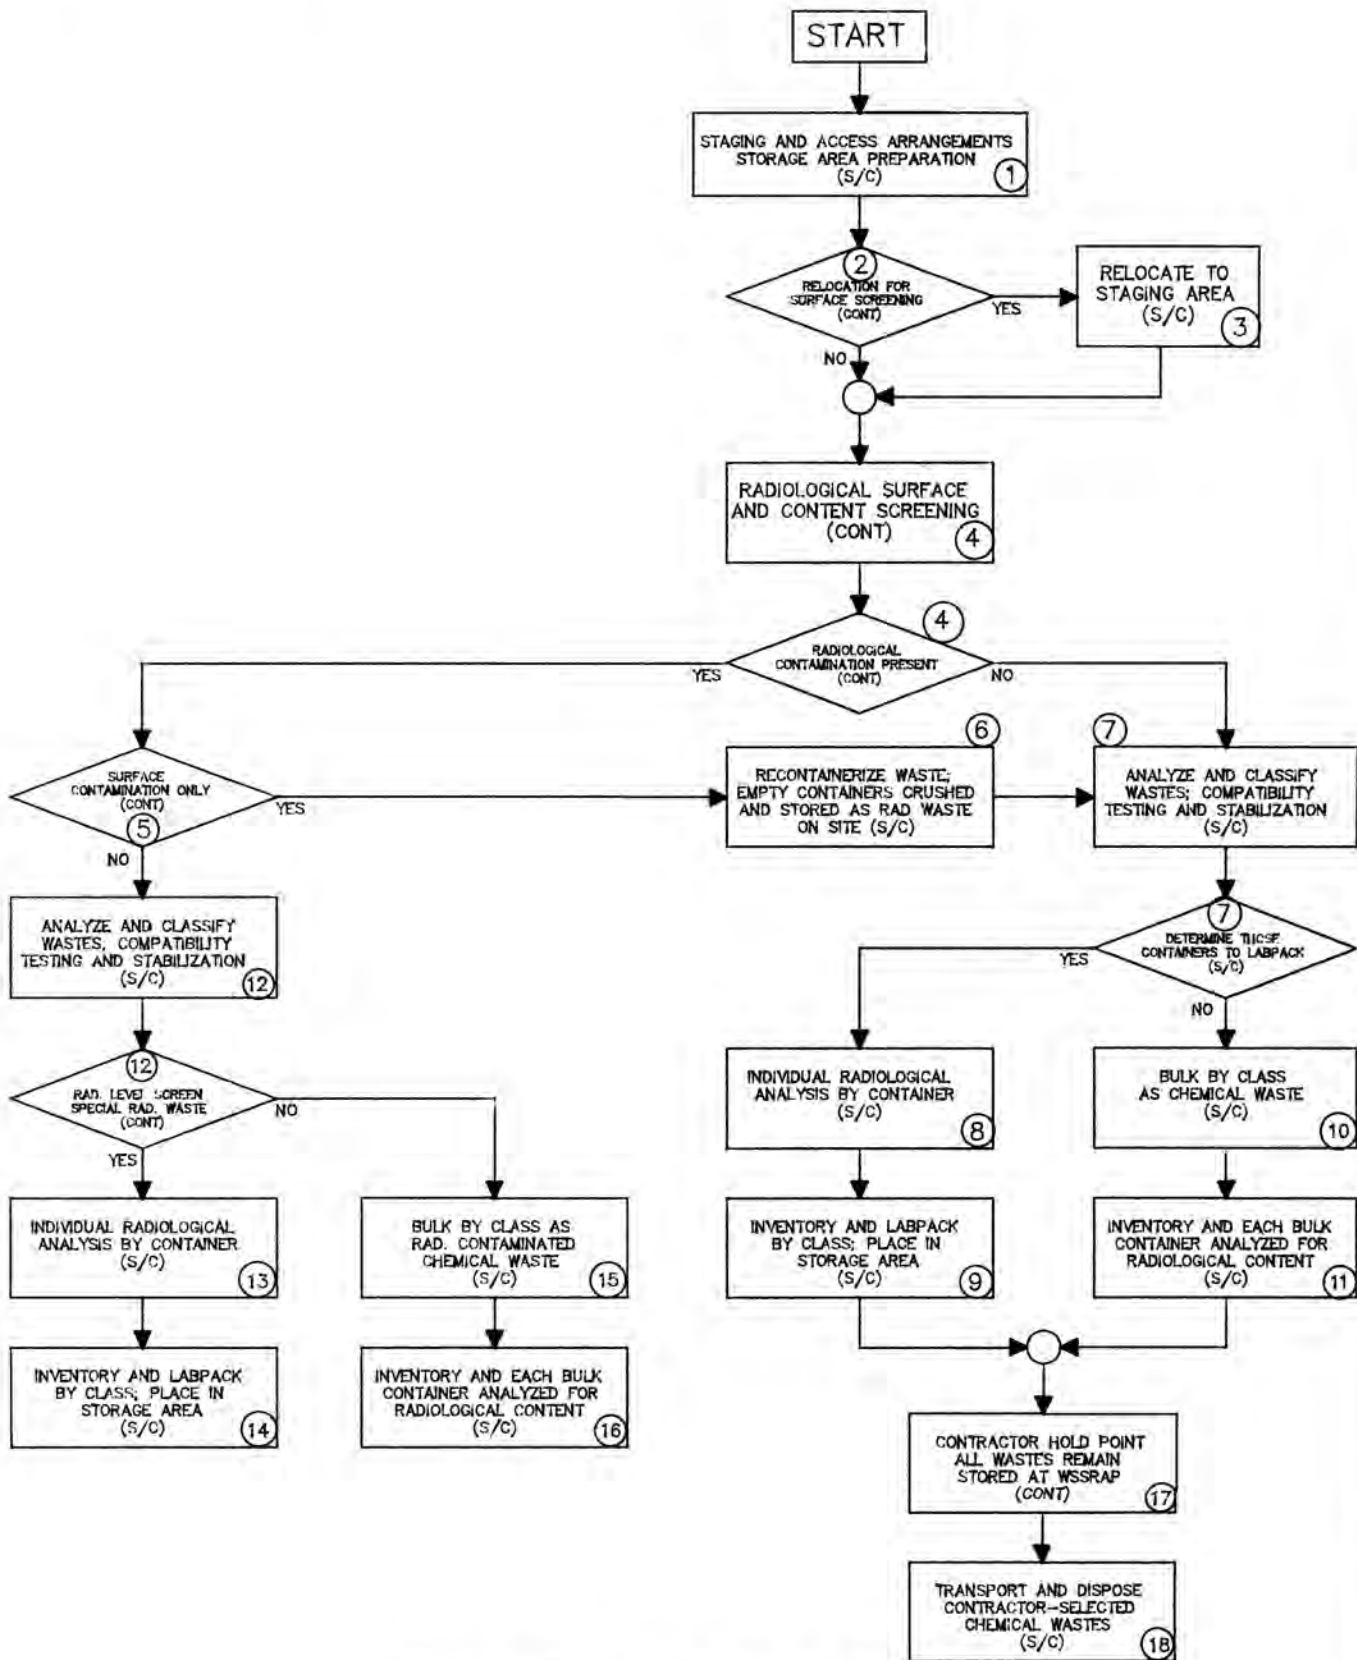 START
STAGING AND ACCESS ARRANGEMENTS
STORAGE AREA PREPARATION
(S/C)
1
2
RELOCATION FOR
SURFACE SCREENING
(CONT)
YES
NO
RELOCATE TO
STAGING AREA
(S/C)
3
RADIOLOGICAL SURFACE
AND CONTENT SCREENING
(CONT)
4
4
RADIOLOGICAL
CONTAMINATION PRESENT
(CONT)
YES
NO
SURFACE
CONTAMINATION ONLY
(CONT)
5
YES
NO
6
RECONTAINERIZE WASTE;
EMPTY CONTAINERS CRUSHED
AND STORED AS RAD WASTE
ON SITE (S/C)
7
ANALYZE AND CLASSIFY
WASTES; COMPATIBILITY
TESTING AND STABILIZATION
(S/C)
7
DETERMINE THOSE
CONTAINERS TO LABPACK
(S/C)
YES
NO
ANALYZE AND CLASSIFY
WASTES, COMPATIBILITY
TESTING AND STABILIZATION
(S/C)
12
12
RAD. LEVEL SCREEN
SPECIAL RAD. WASTE
(CONT)
NO
YES
INDIVIDUAL RADIOLOGICAL
ANALYSIS BY CONTAINER
(S/C)
8
BULK BY CLASS
AS CHEMICAL WASTE
(S/C)
10
INDIVIDUAL RADIOLOGICAL
ANALYSIS BY CONTAINER
(S/C)
13
BULK BY CLASS AS
RAD. CONTAMINATED
CHEMICAL WASTE
(S/C)
15
INVENTORY AND LABPACK
BY CLASS; PLACE IN
STORAGE AREA
(S/C)
9
INVENTORY AND EACH BULK
CONTAINER ANALYZED FOR
RADIOLOGICAL CONTENT
(S/C)
11
INVENTORY AND LABPACK
BY CLASS; PLACE IN
STORAGE AREA
(S/C)
14
INVENTORY AND EACH BULK
CONTAINER ANALYZED FOR
RADIOLOGICAL CONTENT
(S/C)
16
CONTRACTOR HOLD POINT
ALL WASTES REMAIN
STORED AT WSSRAP
(CONT)
17
TRANSPORT AND DISPOSE
CONTRACTOR-SELECTED
CHEMICAL WASTES
(S/C)
18